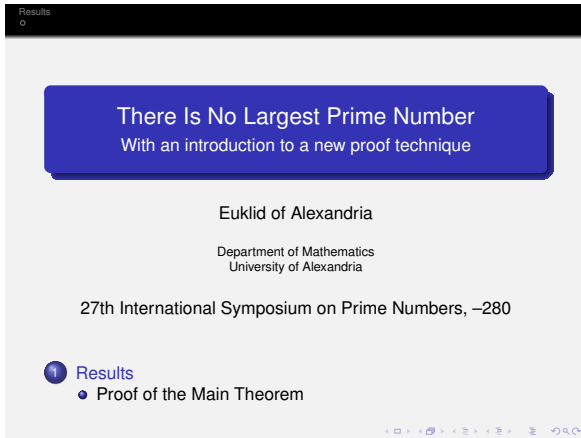 Results
There Is No Largest Prime Number
With an introduction to a new proof technique
Euklid of Alexandria
Department of Mathematics
University of Alexandria
27th International Symposium on Prime Numbers, –280
1 Results
Proof of the Main Theorem